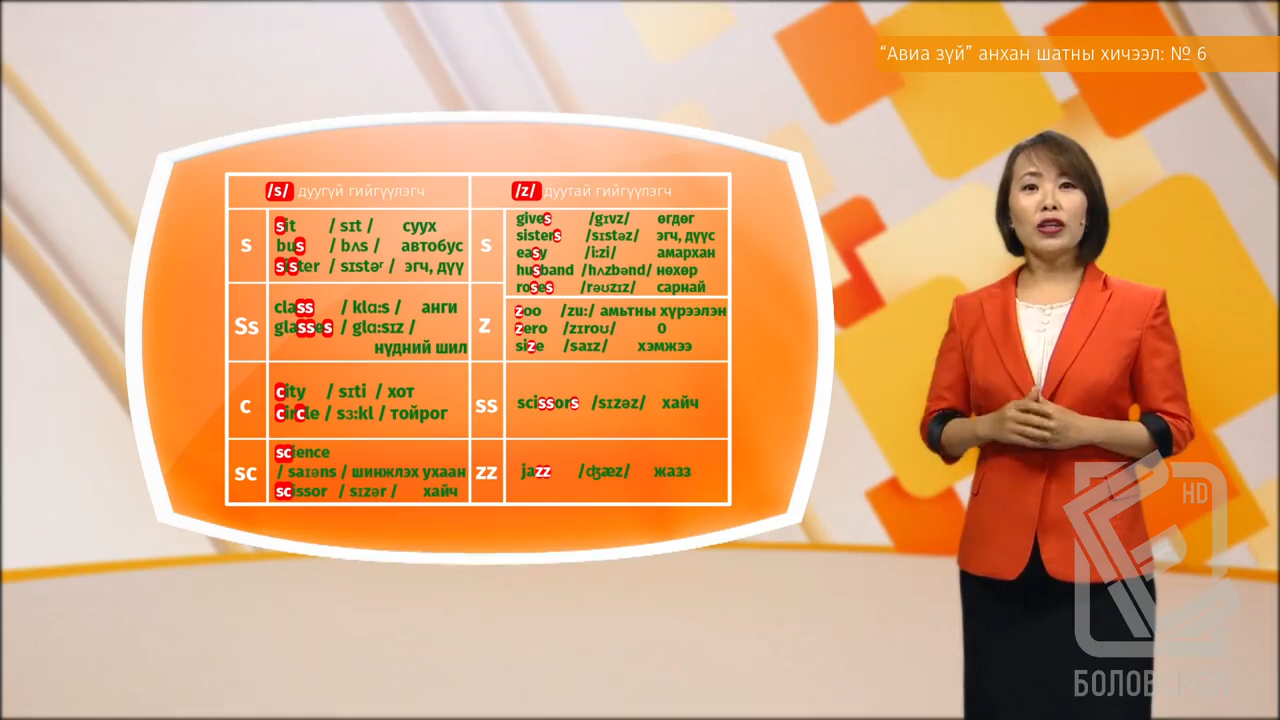 “Авиа зүй” анхан шатны хичээл: № 6
/s/ дуугүй гийгүүлэгч
s
sit / sɪt / суух
bus / bʌs / автобус
sister / sɪstəʳ / эгч, дүү
Ss
class / klɑ:s / анги
glasses / glɑ:sɪz /
нүдний шил
c
city / sɪti / хот
circle / sɜ:kl / тойрог
sc
science
/ saɪəns / шинжлэх ухаан
scissor / sɪzər / хайч
/z/ дуутай гийгүүлэгч
s
gives /gɪvz/ өгдөг
sisters /sɪstəz/ эгч, дүүс
easy /i:zi/ амархан
husband /hʌzbənd/ нөхөр
roses /rəʊzɪz/ сарнай
z
zoo /zu:/ амьтны хүрээлэн
zero /zɪroʊ/ 0
size /saɪz/ хэмжээ
ss
scissors /sɪzəz/ хайч
zz
jazz /ʤæz/ жазз
HD
БОЛОВСРОЛ